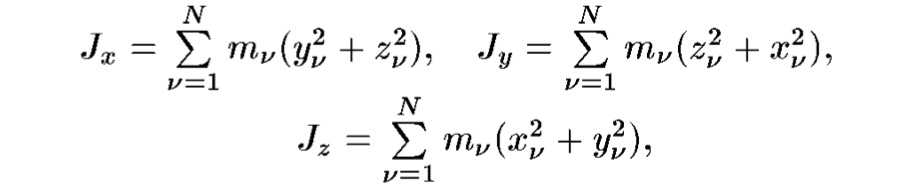 $J_x = \sum_{\nu=1}^{N} m_\nu (y_\nu^2 + z_\nu^2), \quad J_y = \sum_{\nu=1}^{N} m_\nu (z_\nu^2 + x_\nu^2),$
$J_z = \sum_{\nu=1}^{N} m_\nu (x_\nu^2 + y_\nu^2),$